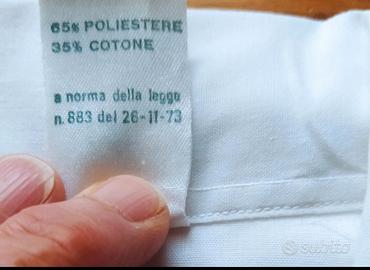 65% POLIESTERE
35% COTONE
a norma della legge
n. 883 del 26-11-73
subito